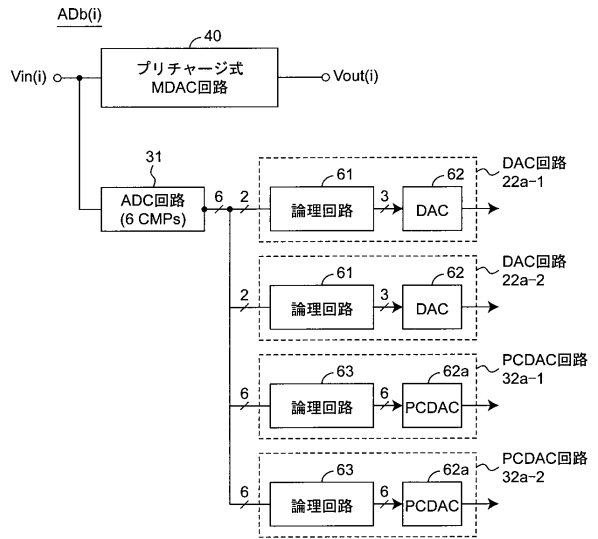 ADb(i)
40
プリチャージ式
MDAC回路
Vin(i)
Vout(i)
31
ADC回路
(6 CMPs)
6
2
61
論理回路
3
62
DAC
DAC回路
22a-1
2
61
論理回路
3
62
DAC
DAC回路
22a-2
6
63
論理回路
6
62a
PCDAC
PCDAC回路
32a-1
6
63
論理回路
6
62a
PCDAC
PCDAC回路
32a-2